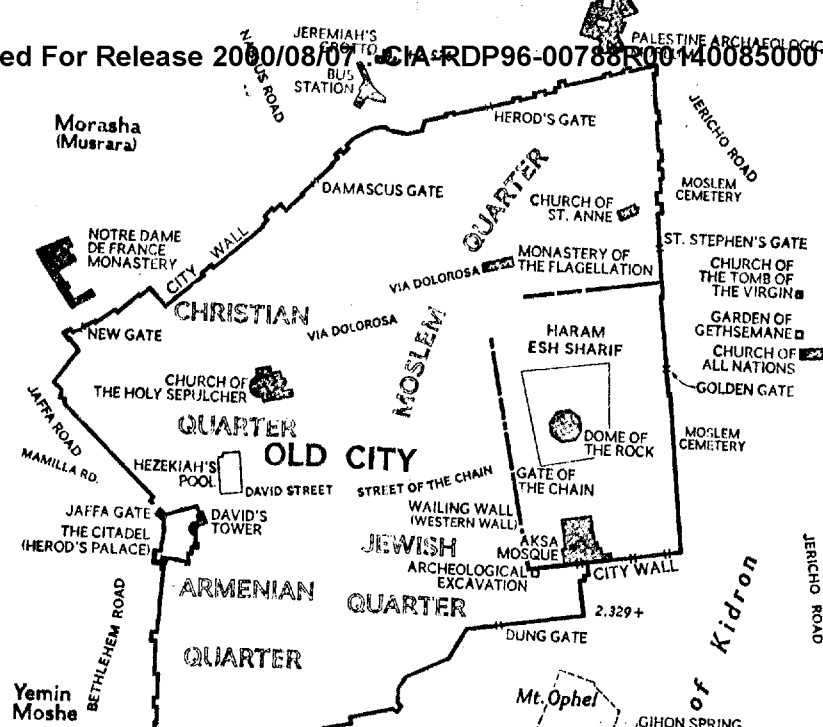 JEREMIAH'S
GROTTO
PALESTINE ARCHAEOLOGIC
ed For Release 2000/08/07 : CIA-RDP96-00788R001400850001
BUS
STATION
NABLUS ROAD
HEROD'S GATE
JERICHO ROAD
Morasha
(Musrara)
DAMASCUS GATE
QUARTER
CHURCH OF
ST. ANNE
MOSLEM
CEMETERY
NOTRE DAME
DE FRANCE
MONASTERY
CITY WALL
MONASTERY OF
THE FLAGELLATION
VIA DOLOROSA
ST. STEPHEN'S GATE
CHURCH OF
THE TOMB OF
THE VIRGIN
CHRISTIAN
VIA DOLOROSA
NEW GATE
MOSLEM
HARAM
ESH SHARIF
GARDEN OF
GETHSEMANE
CHURCH OF
ALL NATIONS
GOLDEN GATE
CHURCH OF
THE HOLY SEPULCHER
JAFFA ROAD
QUARTER
DOME OF
THE ROCK
MOSLEM
CEMETERY
MAMILLA RD.
OLD CITY
HEZEKIAH'S
POOL
DAVID STREET
STREET OF THE CHAIN
GATE OF
THE CHAIN
JAFFA GATE
DAVID'S
TOWER
WAILING WALL
(WESTERN WALL)
THE CITADEL
(HEROD'S PALACE)
JEWISH
AKSA
MOSQUE
ARCHEOLOGICAL
EXCAVATION
CITY WALL
JERICHO ROAD
ARMENIAN
QUARTER
2,329+
BETHLEHEM ROAD
DUNG GATE
of Kidron
QUARTER
Yemin
Moshe
Mt. Ophel
GIHON SPRING